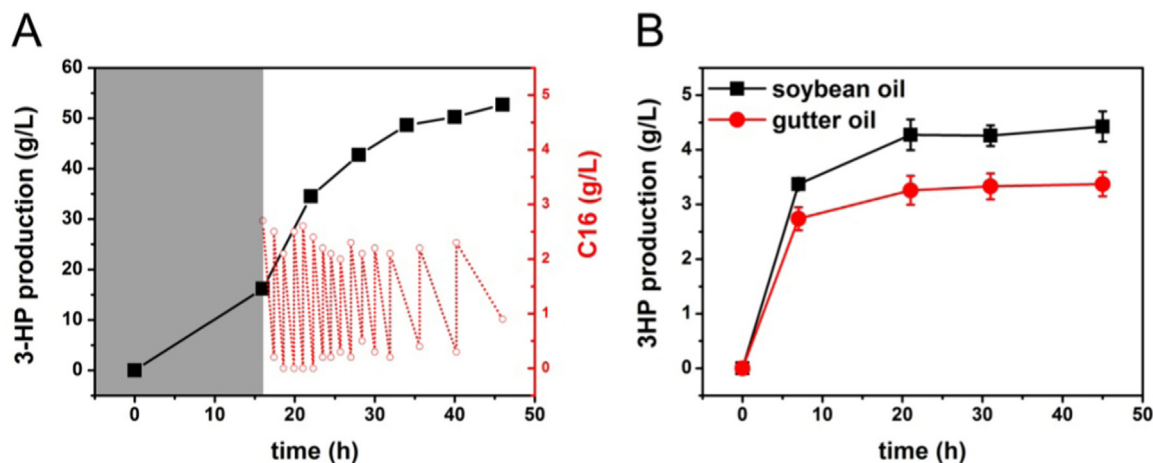 A
3-HP production (g/L)
60
50
40
30
20
10
0
5
4
3
2
1
0
C16 (g/L)
0 10 20 30 40 50
time (h)
B
3HP production (g/L)
5
4
3
2
1
0
soybean oil
gutter oil
0 10 20 30 40 50
time (h)